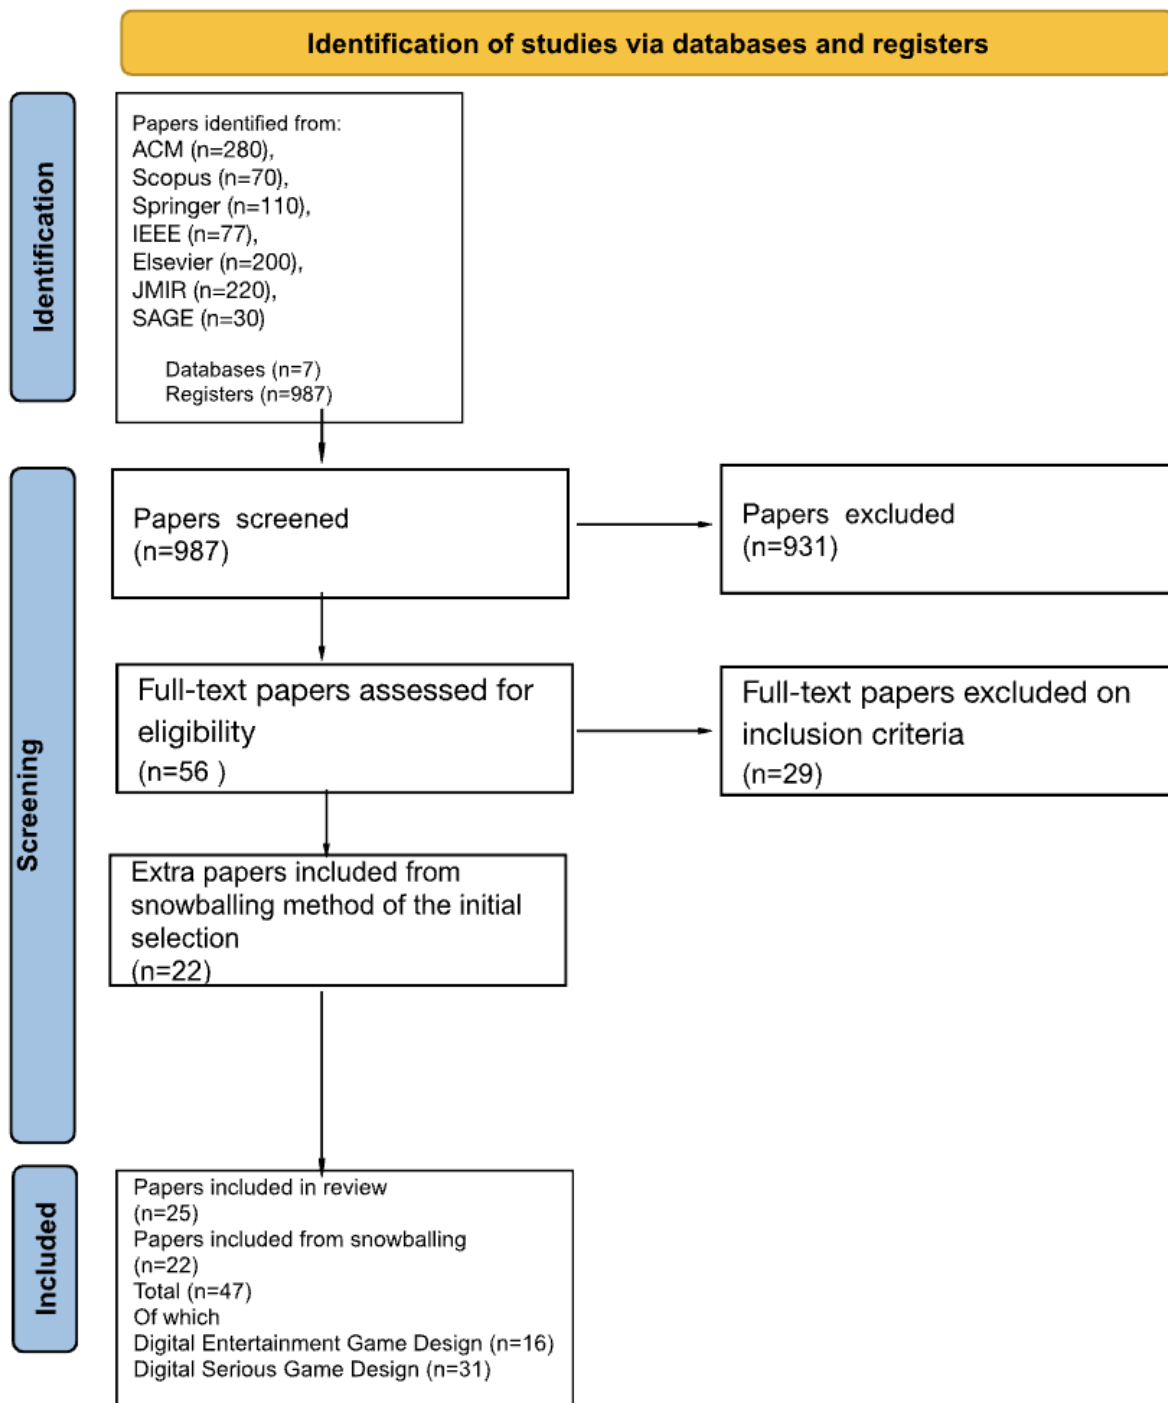 Identification of studies via databases and registers
Identification
Papers identified from:
ACM (n=280),
Scopus (n=70),
Springer (n=110),
IEEE (n=77),
Elsevier (n=200),
JMIR (n=220),
SAGE (n=30)
Databases (n=7)
Registers (n=987)
Screening
Papers screened
(n=987)
Papers excluded
(n=931)
Full-text papers assessed for
eligibility
(n=56 )
Full-text papers excluded on
inclusion criteria
(n=29)
Extra papers included from
snowballing method of the initial
selection
(n=22)
Included
Papers included in review
(n=25)
Papers included from snowballing
(n=22)
Total (n=47)
Of which
Digital Entertainment Game Design (n=16)
Digital Serious Game Design (n=31)